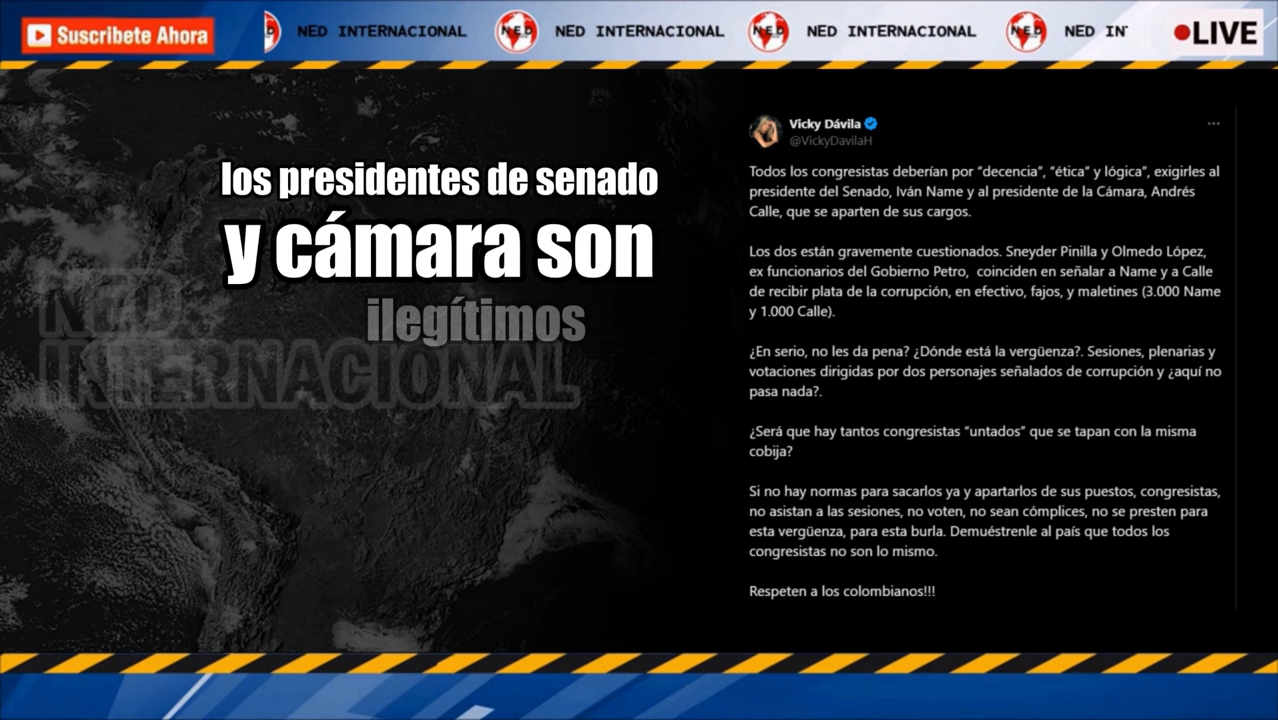 Suscribete Ahora
NED INTERNACIONAL
NED INTERNACIONAL
NED INTERNACIONAL
NED IN
LIVE
los presidentes de senado
y cámara son
ilegítimos
NED
INTERNACIONAL
Vicky Dávila
@VickyDavilaH
Todos los congresistas deberían por "decencia", "ética" y lógica", exigirles al
presidente del Senado, Iván Name y al presidente de la Cámara, Andrés
Calle, que se aparten de sus cargos.
Los dos están gravemente cuestionados. Sneyder Pinilla y Olmedo López,
ex funcionarios del Gobierno Petro, coinciden en señalar a Name y a Calle
de recibir plata de la corrupción, en efectivo, fajos, y maletines (3.000 Name
y 1.000 Calle).
¿En serio, no les da pena? ¿Dónde está la vergüenza?. Sesiones, plenarias y
votaciones dirigidas por dos personajes señalados de corrupción y ¿aquí no
pasa nada?.
¿Será que hay tantos congresistas "untados" que se tapan con la misma
cobija?
Si no hay normas para sacarlos ya y apartarlos de sus puestos, congresistas,
no asistan a las sesiones, no voten, no sean cómplices, no se presten para
esta vergüenza, para esta burla. Demuéstrenle al país que todos los
congresistas no son lo mismo.
Respeten a los colombianos!!!